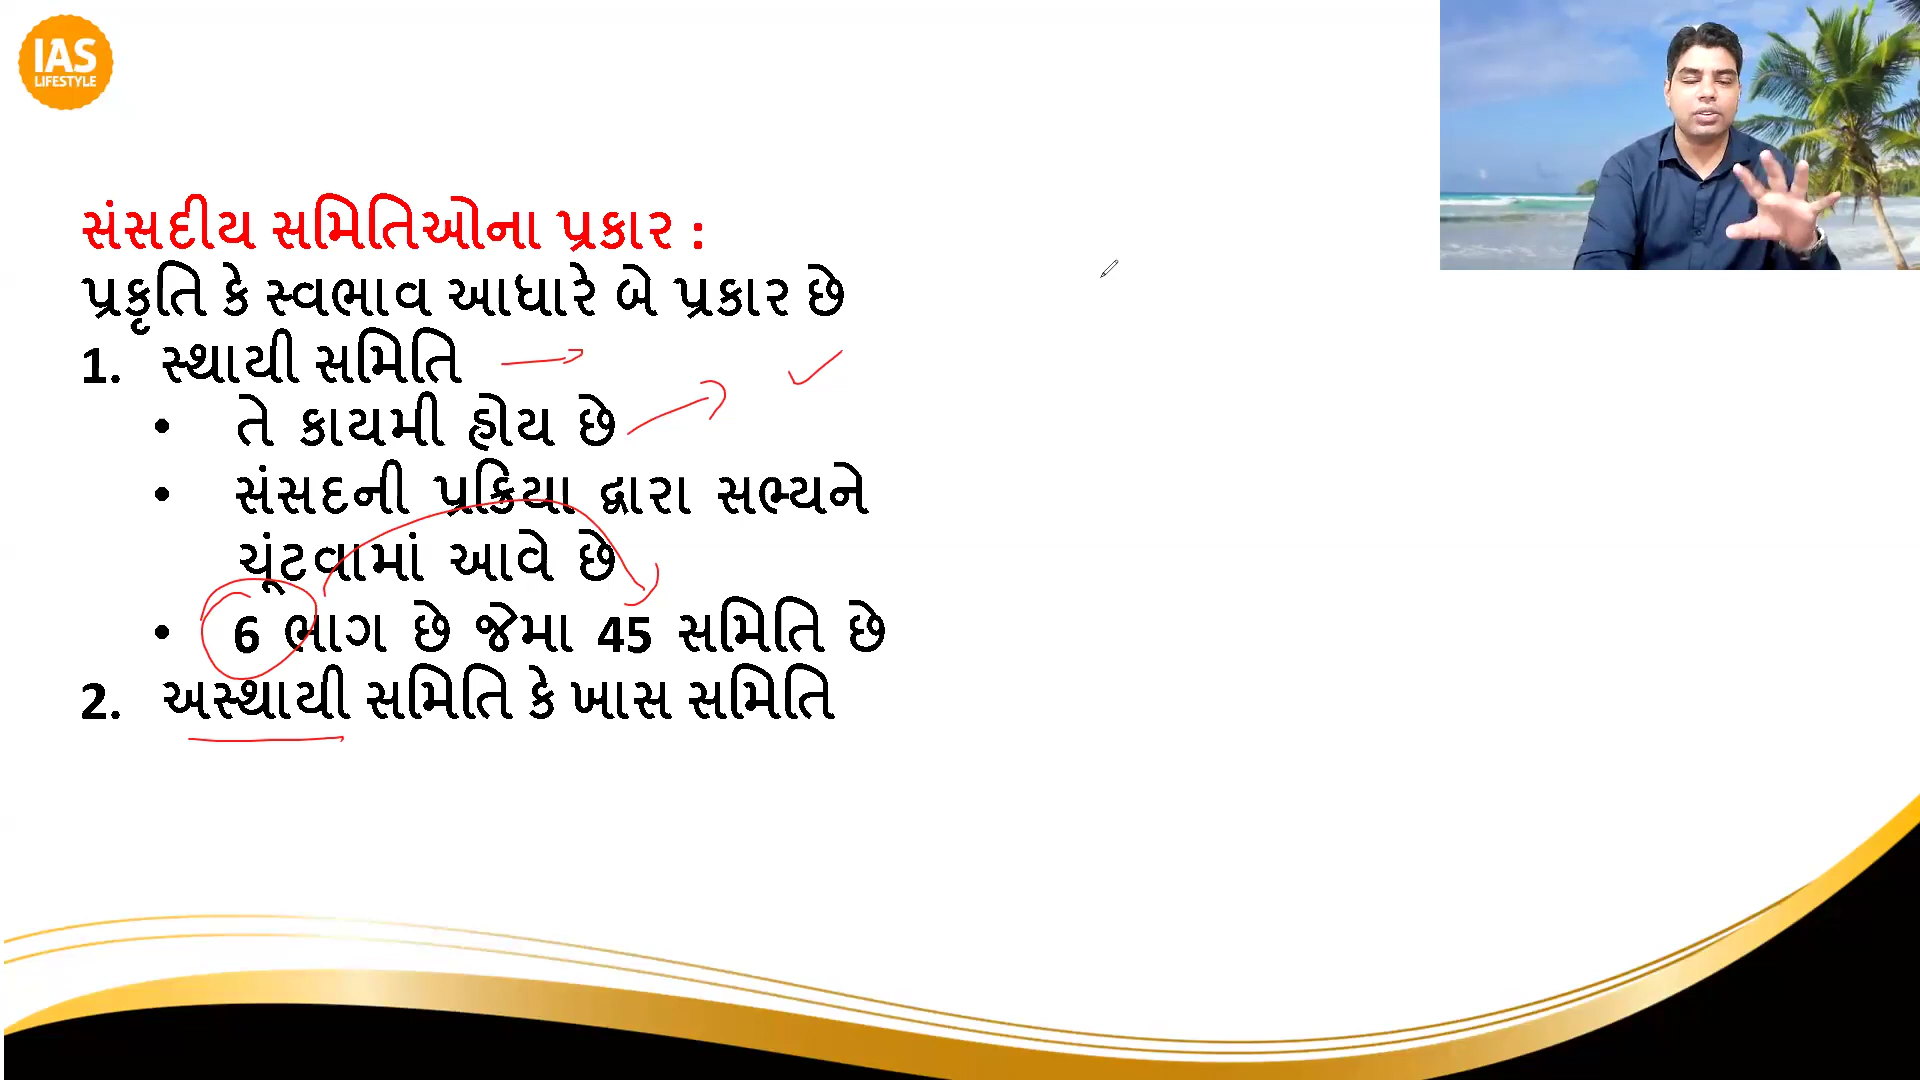 IAS
LIFESTYLE
સંસદીય સમિતિઓના પ્રકાર :
પ્રકૃતિ કે સ્વભાવ આધારે બે પ્રકાર છે
1. સ્થાયી સમિતિ
• તે કાયમી હોય છે
• સંસદની પ્રક્રિયા દ્વારા સભ્યને
ચૂંટવામાં આવે છે
• 6 ભાગ છે જેમા 45 સમિતિ છે
2. અસ્થાયી સમિતિ કે ખાસ સમિતિ